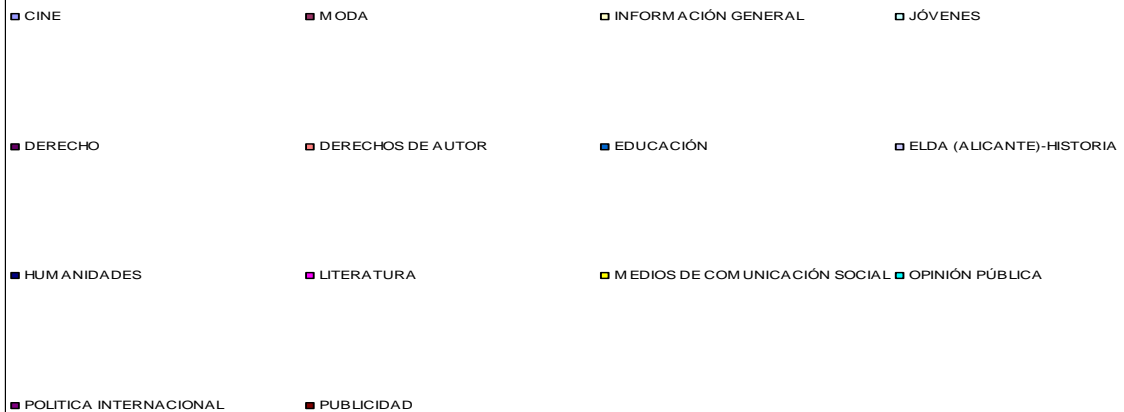 CINE MODA INFORMACIÓN GENERAL JÓVENES
DERECHO DERECHOS DE AUTOR EDUCACIÓN ELDA (ALICANTE)-HISTORIA
HUMANIDADES LITERATURA MEDIOS DE COMUNICACIÓN SOCIAL OPINIÓN PÚBLICA
POLITICA INTERNACIONAL PUBLICIDAD